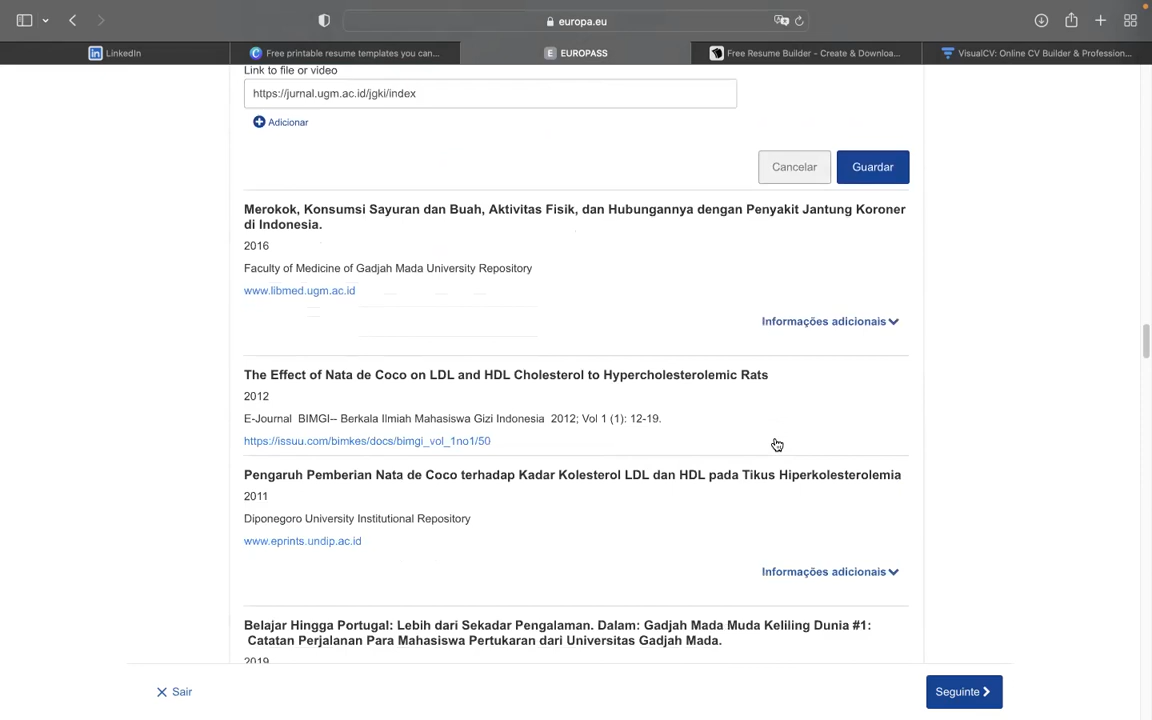 europa.eu
LinkedIn
Free printable resume templates you can...
EUROPASS
Free Resume Builder - Create & Downloa...
VisualCV: Online CV Builder & Profession...
Link to file or video
https://jurnal.ugm.ac.id/jgki/index
Adicionar
Cancelar
Guardar
Merokok, Konsumsi Sayuran dan Buah, Aktivitas Fisik, dan Hubungannya dengan Penyakit Jantung Koroner
di Indonesia.
2016
Faculty of Medicine of Gadjah Mada University Repository
www.libmed.ugm.ac.id
Informações adicionais
The Effect of Nata de Coco on LDL and HDL Cholesterol to Hypercholesterolemic Rats
2012
E-Journal BIMGI-- Berkala Ilmiah Mahasiswa Gizi Indonesia 2012; Vol 1 (1): 12-19.
https://issuu.com/bimkes/docs/bimgi_vol_1no1/50
Pengaruh Pemberian Nata de Coco terhadap Kadar Kolesterol LDL dan HDL pada Tikus Hiperkolesterolemia
2011
Diponegoro University Institutional Repository
www.eprints.undip.ac.id
Informações adicionais
Belajar Hingga Portugal: Lebih dari Sekadar Pengalaman. Dalam: Gadjah Mada Muda Keliling Dunia #1:
Catatan Perjalanan Para Mahasiswa Pertukaran dari Universitas Gadjah Mada.
2019
Sair
Seguinte